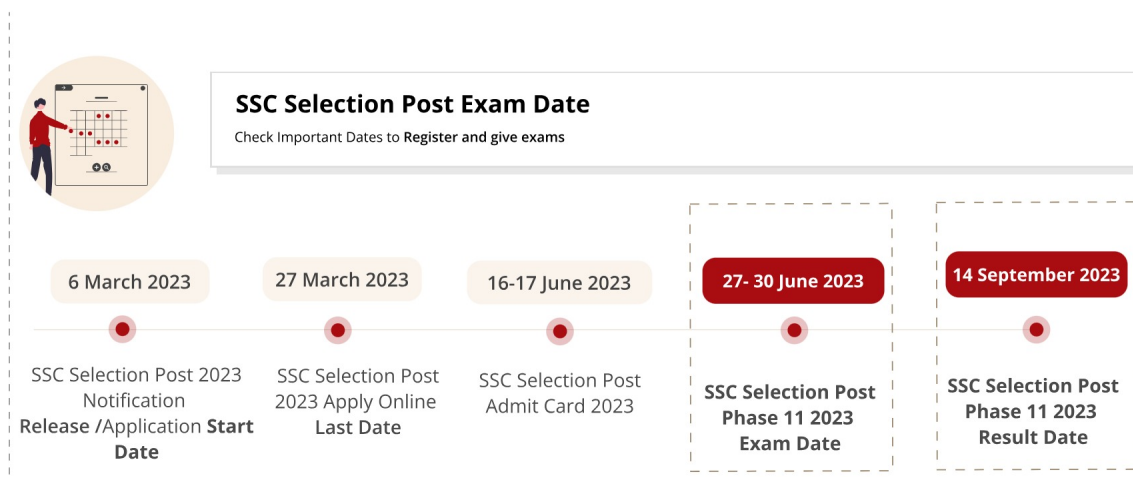 SSC Selection Post Exam Date
Check Important Dates to Register and give exams
6 March 2023
27 March 2023
16-17 June 2023
27- 30 June 2023
14 September 2023
SSC Selection Post 2023
Notification
Release /Application Start
Date
SSC Selection Post
2023 Apply Online
Last Date
SSC Selection Post
Admit Card 2023
SSC Selection Post
Phase 11 2023
Exam Date
SSC Selection Post
Phase 11 2023
Result Date